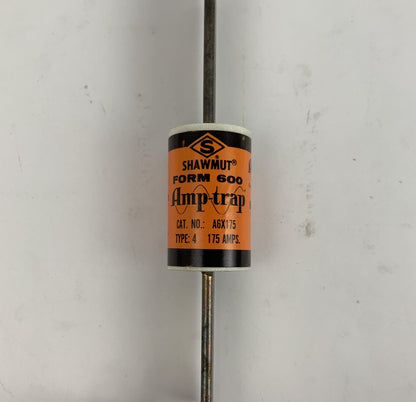 S
SHAWMUT®
FORM 600
Amp-trap
CAT. NO.: A6X175
TYPE: 4 175 AMPS.